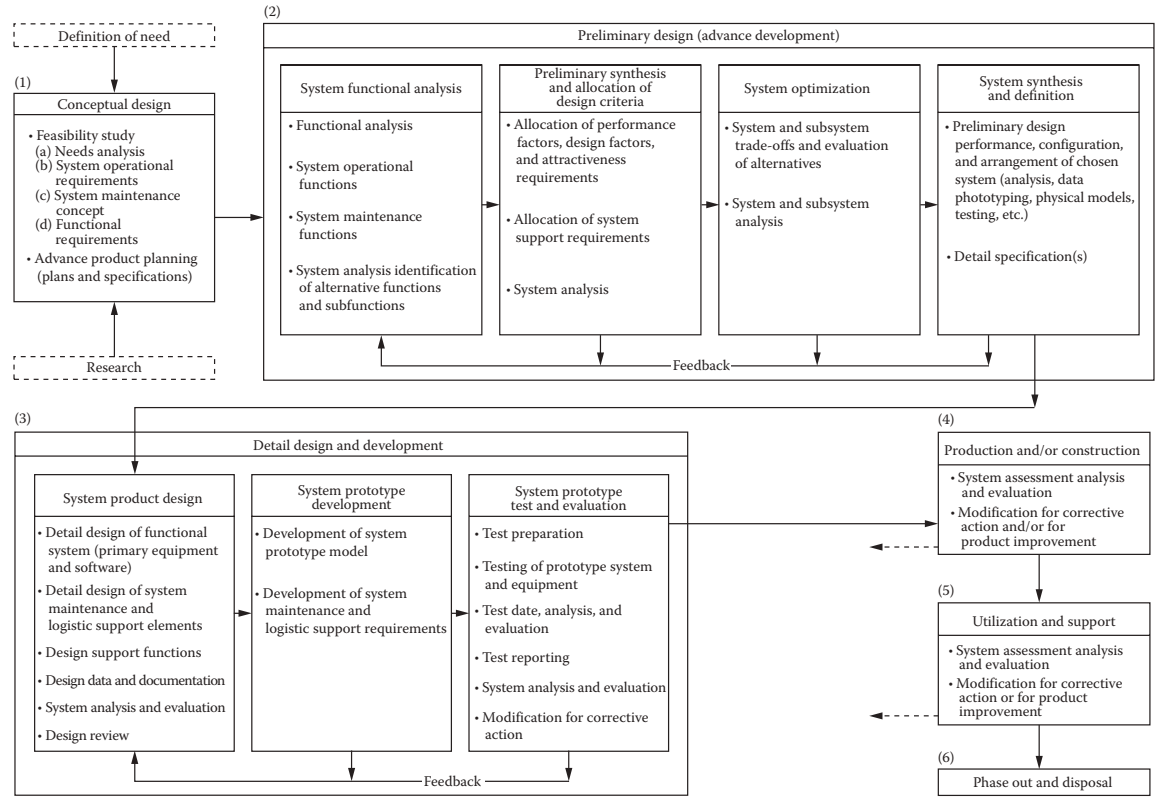 Definition of need
(1)
Conceptual design
• Feasibility study
(a) Needs analysis
(b) System operational
requirements
(c) System maintenance
concept
(d) Functional
requirements
• Advance product planning
(plans and specifications)
Research
(2)
Preliminary design (advance development)
System functional analysis
• Functional analysis
• System operational
functions
• System maintenance
functions
• System analysis identification
of alternative functions
and subfunctions
Preliminary synthesis
and allocation of
design criteria
• Allocation of performance
factors, design factors,
and attractiveness
requirements
• Allocation of system
support requirements
• System analysis
System optimization
• System and subsystem
trade-offs and evaluation
of alternatives
• System and subsystem
analysis
System synthesis
and definition
• Preliminary design
performance, configuration,
and arrangement of chosen
system (analysis, data
phototyping, physical models,
testing, etc.)
• Detail specification(s)
Feedback
(3)
Detail design and development
System product design
• Detail design of functional
system (primary equipment
and software)
• Detail design of system
maintenance and
logistic support elements
• Design support functions
• Design data and documentation
• System analysis and evaluation
• Design review
System prototype
development
• Development of system
prototype model
• Development of system
maintenance and
logistic support requirements
System prototype
test and evaluation
• Test preparation
• Testing of prototype system
and equipment
• Test date, analysis, and
evaluation
• Test reporting
• System analysis and evaluation
• Modification for corrective
action
Feedback
(4)
Production and/or construction
• System assessment analysis
and evaluation
• Modification for corrective
action and/or for
product improvement
(5)
Utilization and support
• System assessment analysis
and evaluation
• Modification for corrective
action or for product
improvement
(6)
Phase out and disposal